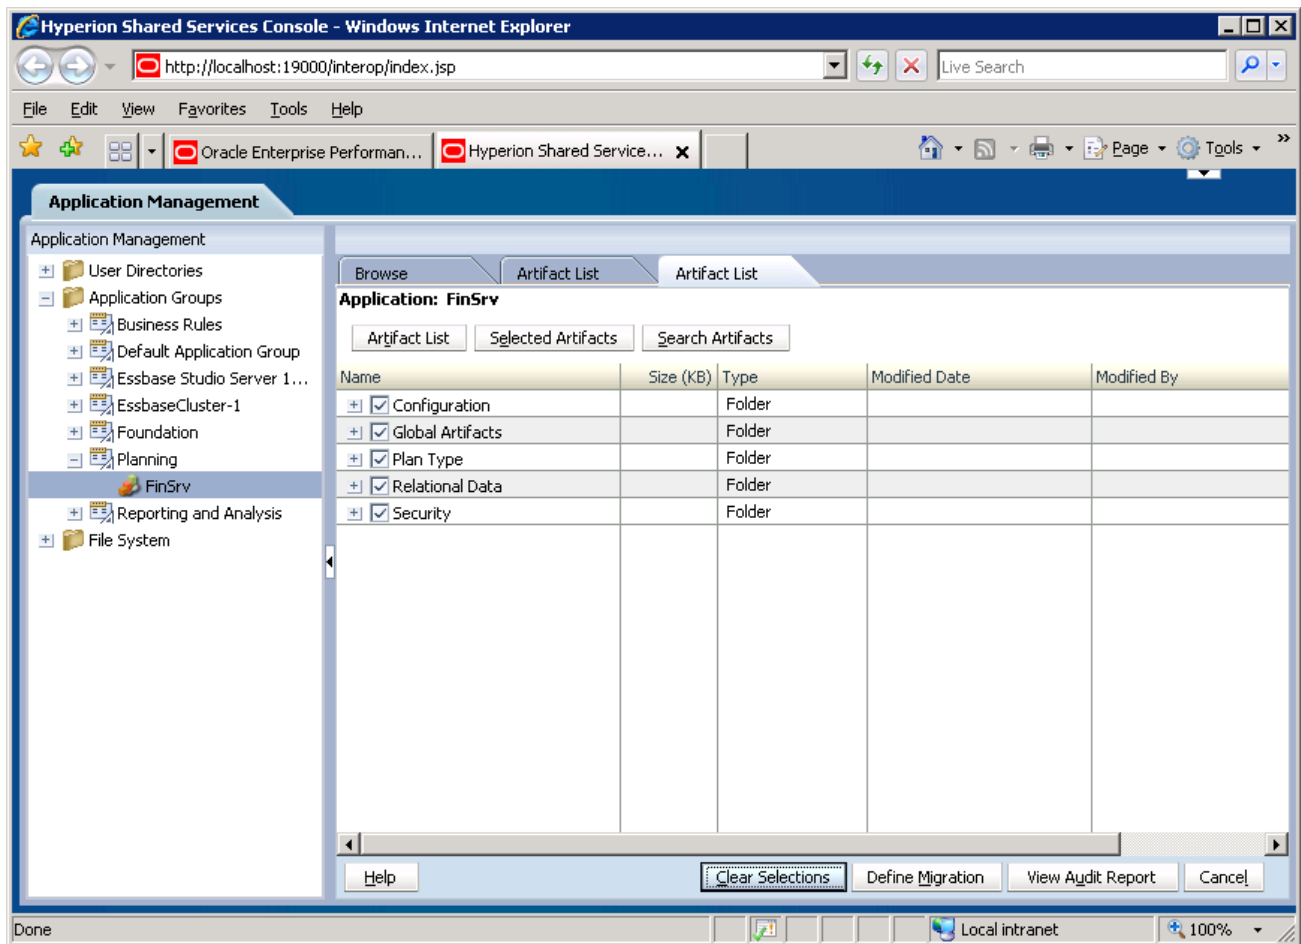 Hyperion Shared Services Console - Windows Internet Explorer
http://localhost:19000/interop/index.jsp
Live Search
File Edit View Favorites Tools Help
Oracle Enterprise Performan... Hyperion Shared Service... Page Tools
Application Management
Application Management
User Directories
Application Groups
Business Rules
Default Application Group
Essbase Studio Server 1...
EssbaseCluster-1
Foundation
Planning
FinSrv
Reporting and Analysis
File System
Browse Artifact List Artifact List
Application: FinSrv
Artifact List Selected Artifacts Search Artifacts
Name Size (KB) Type Modified Date Modified By
Configuration Folder
Global Artifacts Folder
Plan Type Folder
Relational Data Folder
Security Folder
Help Clear Selections Define Migration View Audit Report Cancel
Done Local intranet 100%